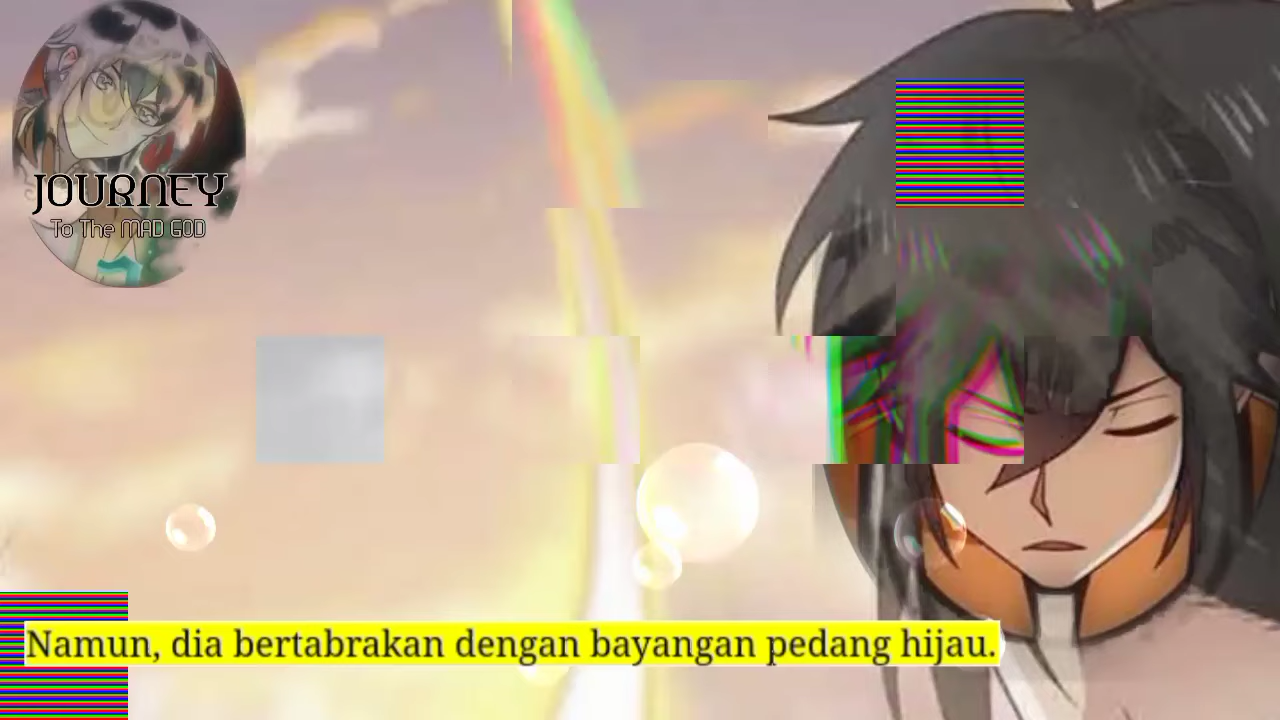 JOURNEY
To The MAD GOD
Namun, dia bertabrakan dengan bayangan pedang hijau.